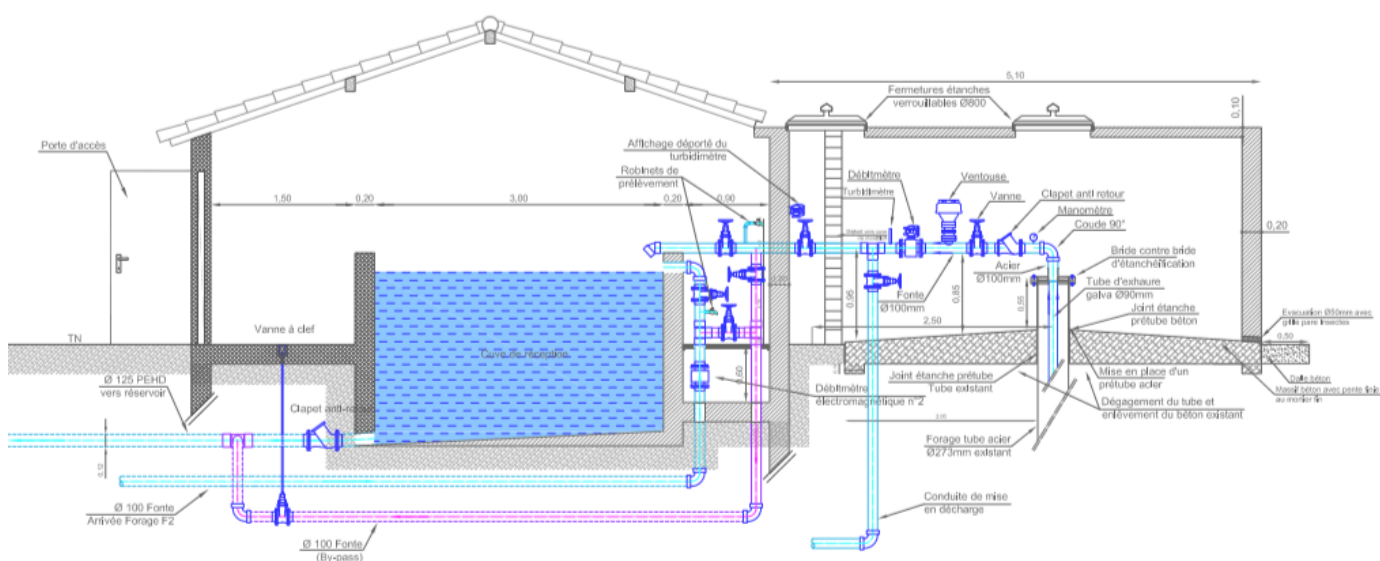 5,10
Fermetures étanches
verrouillables Ø800
0,10
Porte d'accès
Affichage déporté du
turbidimètre
Robinets de
prélèvement
Débitmètre
Turbidimètre
Ventouse
Vanne
Clapet anti retour
Manomètre
Coude 90°
1,50
0,20
3,00
0,20
0,90
0,20
Bride contre bride
d'étanchéification
Acier
Ø100mm
Tube d'exhaure
galva Ø90mm
Fonte
Ø100mm
0,95
0,85
0,55
2,50
Joint étanche
prétube béton
Evacuation Ø50mm avec
grille pare insectes
0,50
TN
Vanne à clef
Cuve de réception
0,60
Ø 125 PEHD
vers réservoir
Clapet anti-retour
Débitmètre
électromagnétique n°2
Joint étanche prétube
Tube existant
Mise en place d'un
prétube acier
Dalle béton
Massif béton avec pente finie
au mortier fin
Dégagement du tube et
enlèvement du béton existant
Forage tube acier
Ø273mm existant
Ø 100 Fonte
Arrivée Forage F2
Conduite de mise
en décharge
Ø 100 Fonte
(By-pass)